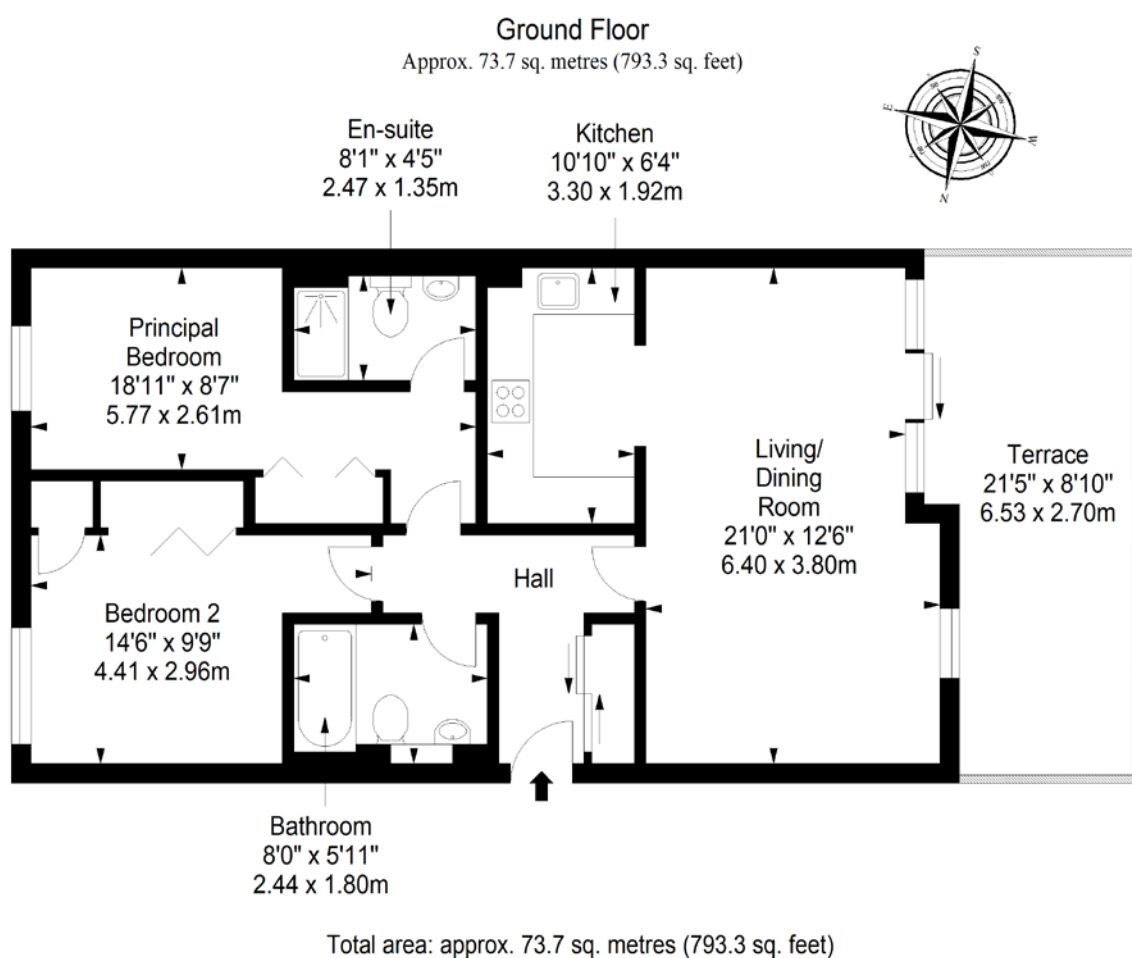 Ground Floor
Approx. 73.7 sq. metres (793.3 sq. feet)
S
E
W
N
En-suite
8'1" x 4'5"
2.47 x 1.35m
Kitchen
10'10" x 6'4"
3.30 x 1.92m
Principal
Bedroom
18'11" x 8'7"
5.77 x 2.61m
Living/
Dining
Room
21'0" x 12'6"
6.40 x 3.80m
Terrace
21'5" x 8'10"
6.53 x 2.70m
Hall
Bedroom 2
14'6" x 9'9"
4.41 x 2.96m
Bathroom
8'0" x 5'11"
2.44 x 1.80m
Total area: approx. 73.7 sq. metres (793.3 sq. feet)